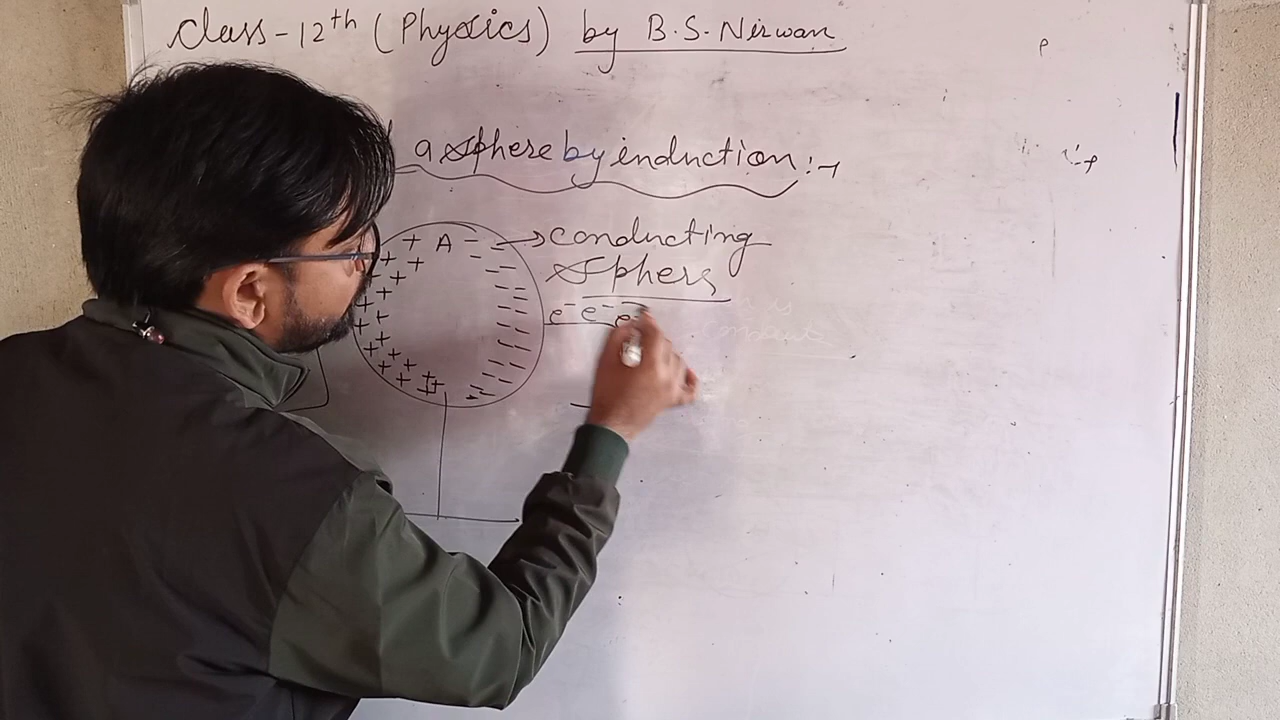 Class-12th (Physics) by B.S. Nirwan
a sphere by induction :-
+ A - → conducting
sphere
e- e- e-